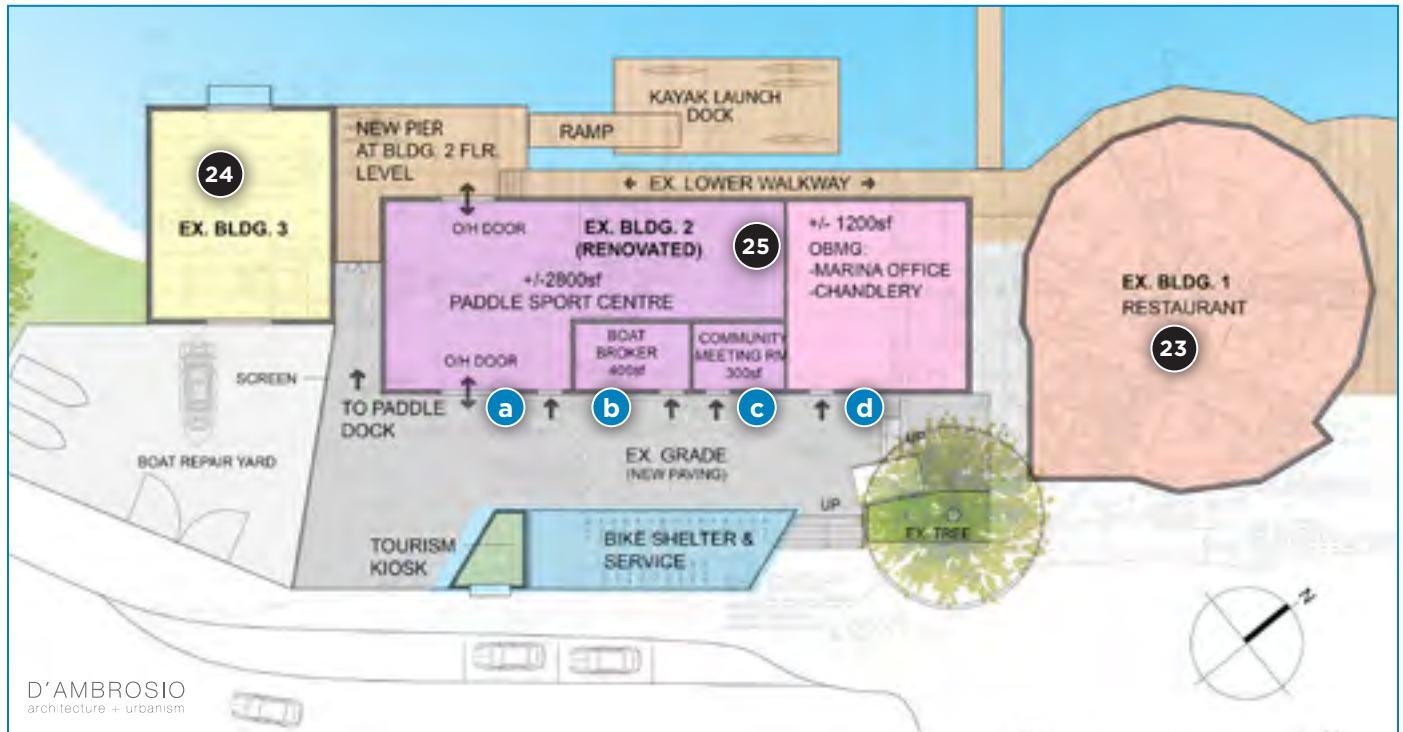 KAYAK LAUNCH
DOCK
NEW PIER
AT BLDG. 2 FLR.
LEVEL
RAMP
24
EX. BLDG. 3
← EX. LOWER WALKWAY →
O/H DOOR
EX. BLDG. 2
(RENOVATED)
25
+/-2800sf
PADDLE SPORT CENTRE
+/- 1200sf
OBMG:
-MARINA OFFICE
-CHANDLERY
EX. BLDG. 1
RESTAURANT
23
BOAT
BROKER
400sf
COMMUNITY
MEETING RM
300sf
O/H DOOR
SCREEN
TO PADDLE
DOCK
a
b
c
d
BOAT REPAIR YARD
EX. GRADE
(NEW PAVING)
UP
UP
EX. TREE
TOURISM
KIOSK
BIKE SHELTER &
SERVICE
N
D'AMBROSIO
architecture + urbanism